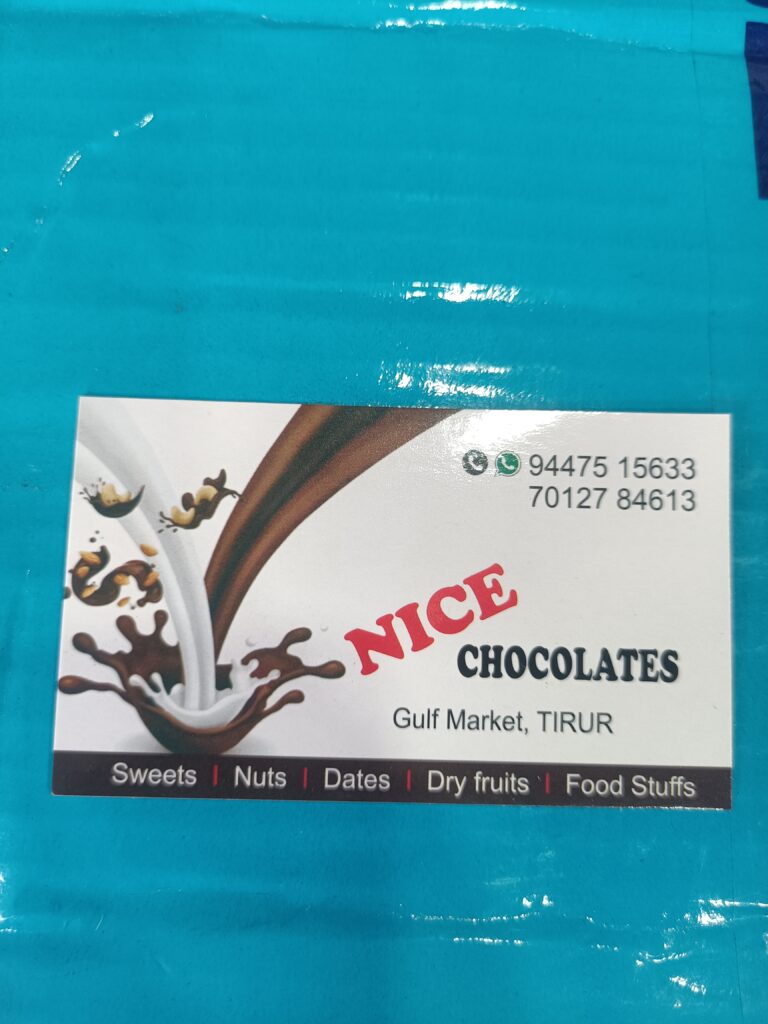 94475 15633
70127 84613
NICE
CHOCOLATES
Gulf Market, TIRUR
Sweets | Nuts | Dates | Dry fruits | Food Stuffs